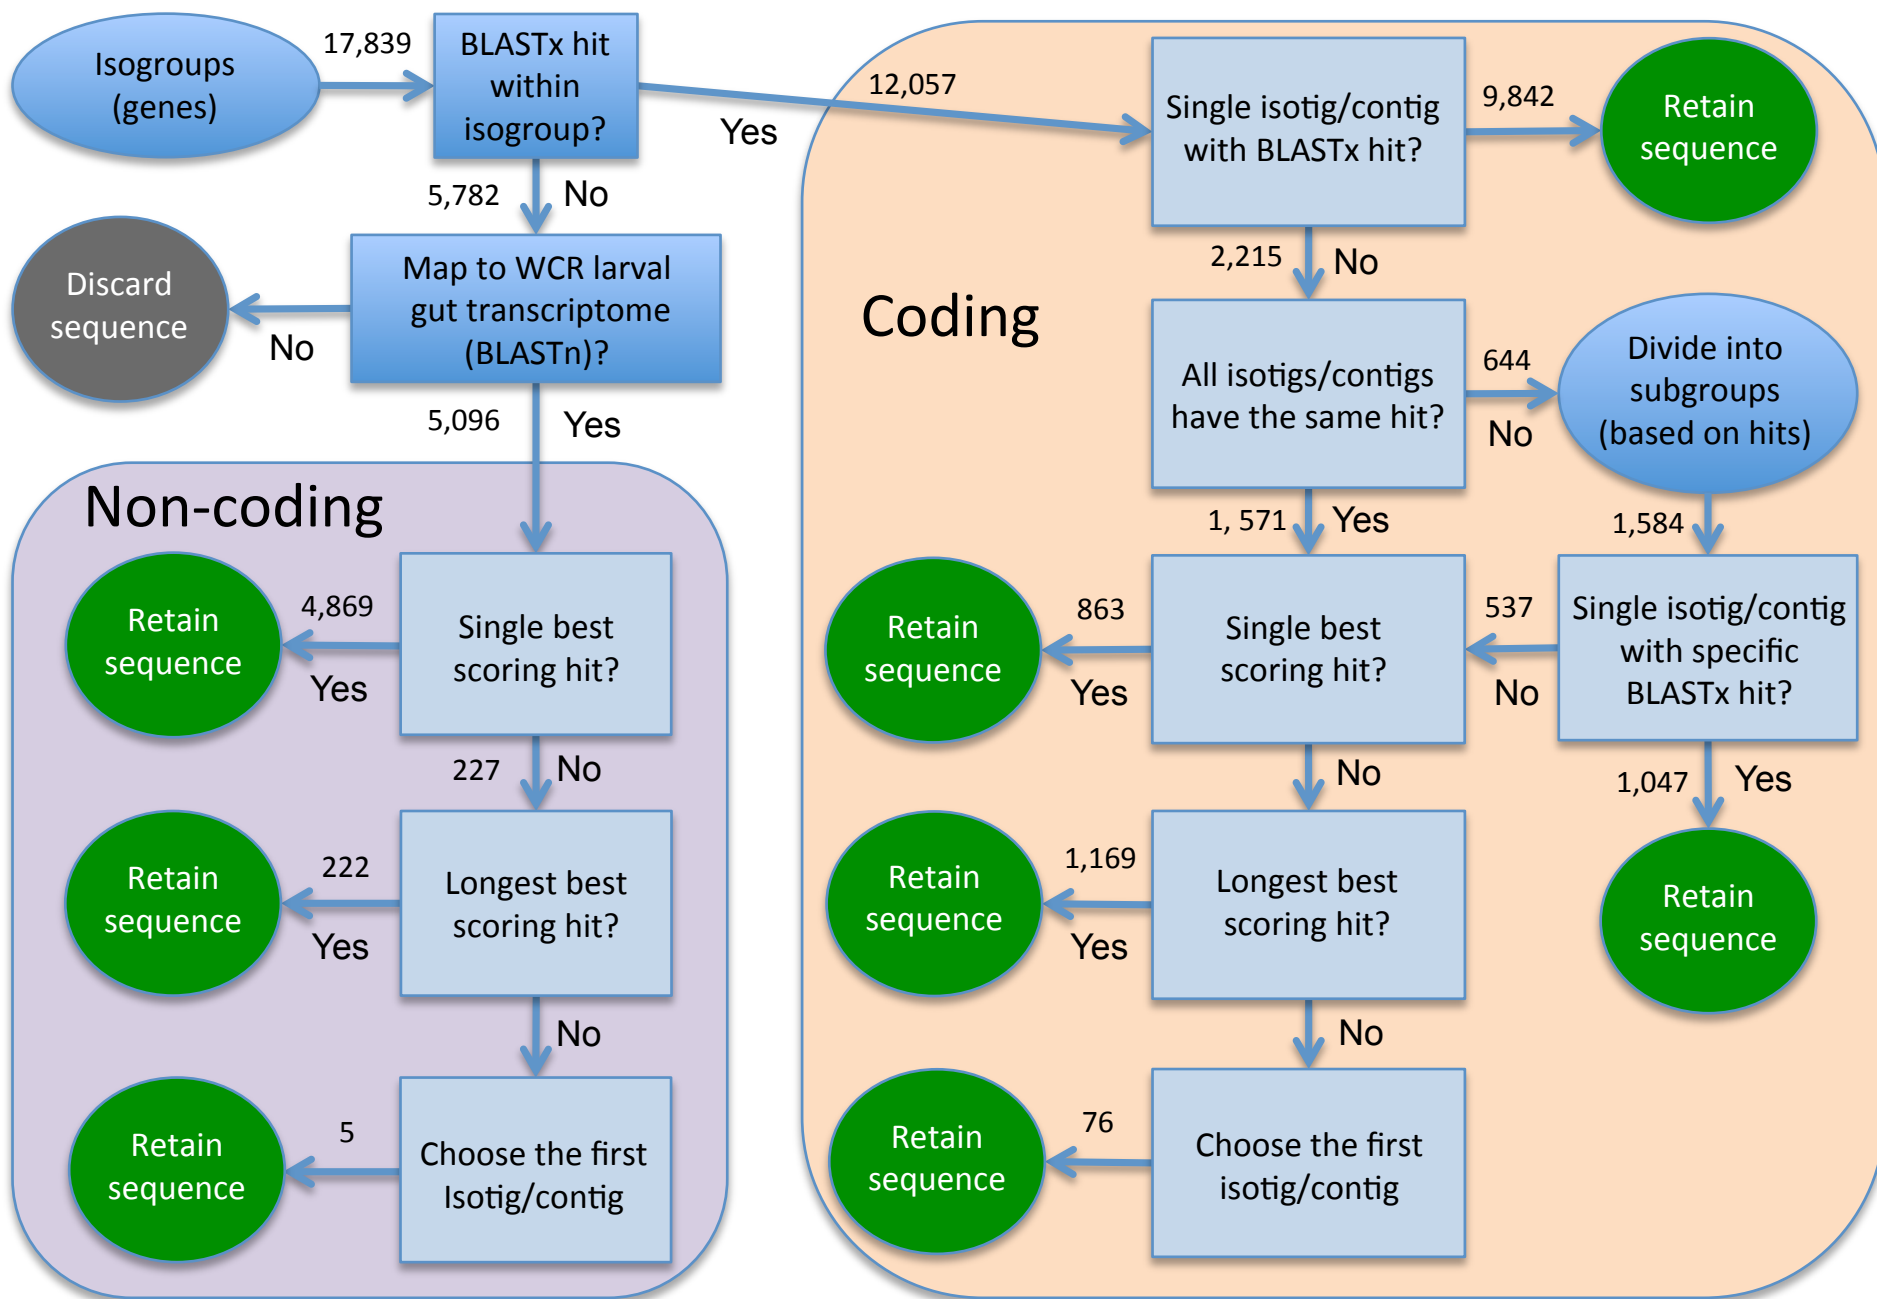 Isogroups
(genes)
17,839
BLASTx hit
within
isogroup?
12,057
Yes
Single isotig/contig
with BLASTx hit?
9,842
Retain
sequence
5,782
No
2,215
No
Discard
sequence
No
Map to WCR larval
gut transcriptome
(BLASTn)?
Coding
All isotigs/contigs
have the same hit?
644
No
Divide into
subgroups
(based on hits)
5,096
Yes
1, 571
Yes
1,584
Non-coding
Retain
sequence
4,869
Yes
Single best
scoring hit?
Retain
sequence
863
Yes
Single best
scoring hit?
537
No
Single isotig/contig
with specific
BLASTx hit?
227
No
No
1,047
Yes
Retain
sequence
222
Yes
Longest best
scoring hit?
Retain
sequence
1,169
Yes
Longest best
scoring hit?
Retain
sequence
No
No
Retain
sequence
5
Choose the first
Isotig/contig
Retain
sequence
76
Choose the first
isotig/contig